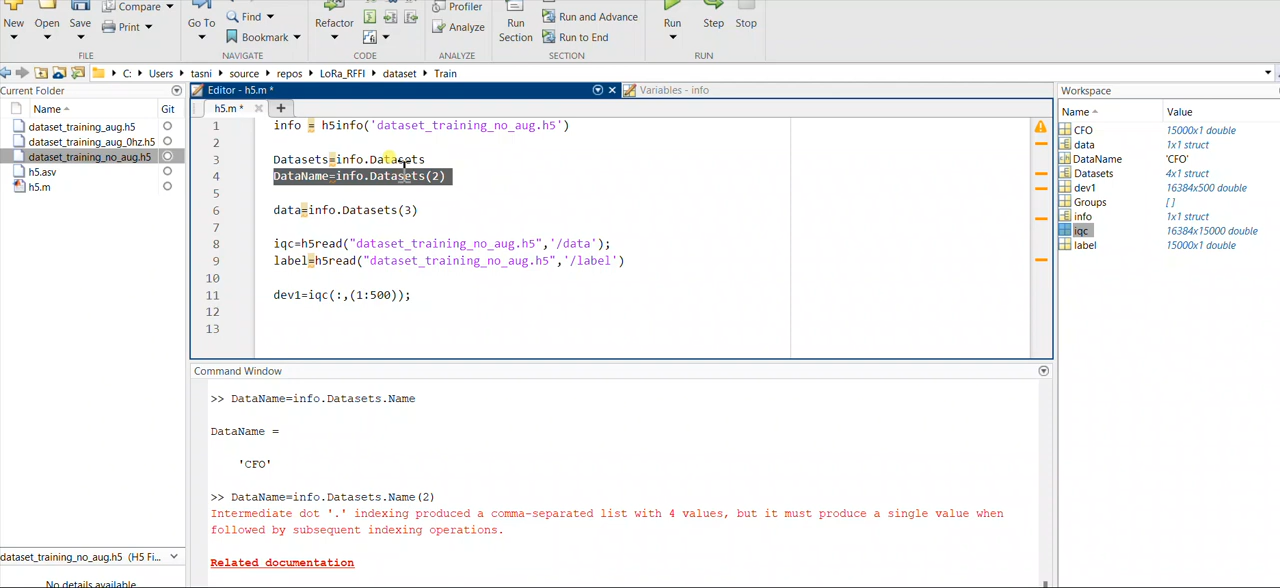 Compare
Profiler
Find
Run and Advance
New Open Save Print Go To Bookmark Refactor Analyze Run Section Run to End Run Step Stop
FILE NAVIGATE CODE ANALYZE SECTION RUN
C: Users tasni source repos LoRa_RFFI dataset Train
Current Folder
Name Git
dataset_training_aug.h5
dataset_training_aug_0hz.h5
dataset_training_no_aug.h5
h5.asv
h5.m
dataset_training_no_aug.h5 (H5 Fi...
No details available
Editor - h5.m * Variables - info
h5.m * +
1 info = h5info('dataset_training_no_aug.h5')
2
3 Datasets=info.Datasets
4 DataName=info.Datasets(2)
5
6 data=info.Datasets(3)
7
8 iqc=h5read("dataset_training_no_aug.h5",'/data');
9 label=h5read("dataset_training_no_aug.h5",'/label')
10
11 dev1=iqc(:,(1:500));
12
13
Command Window
>> DataName=info.Datasets.Name
DataName =
'CFO'
>> DataName=info.Datasets.Name(2)
Intermediate dot '.' indexing produced a comma-separated list with 4 values, but it must produce a single value when
followed by subsequent indexing operations.
Related documentation
Workspace
Name Value
CFO 15000x1 double
data 1x1 struct
DataName 'CFO'
Datasets 4x1 struct
dev1 16384x500 double
Groups [ ]
info 1x1 struct
iqc 16384x15000 double
label 15000x1 double